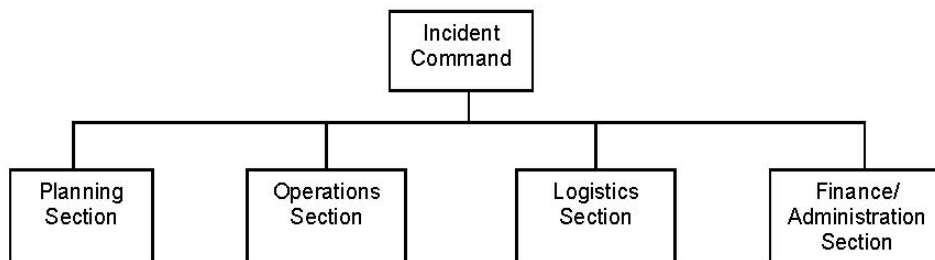 Incident
Command
Planning
Section
Operations
Section
Logistics
Section
Finance/
Administration
Section